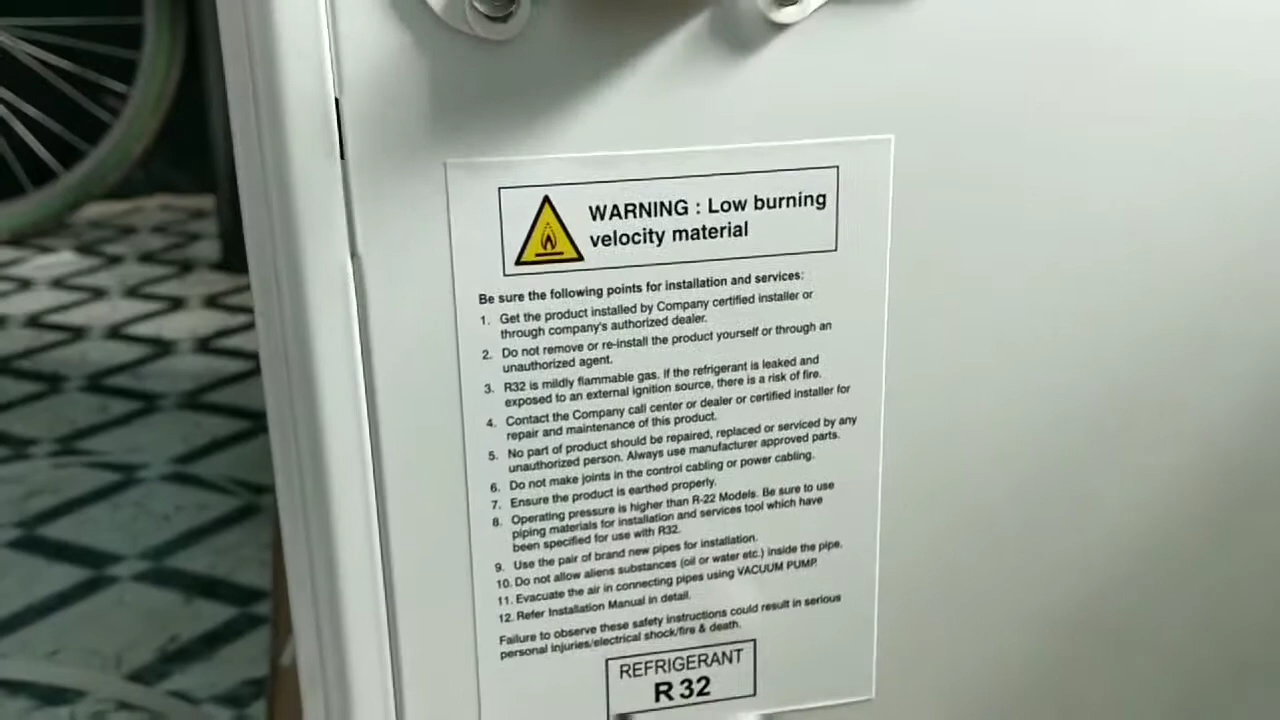 WARNING : Low burning
velocity material
Be sure the following points for installation and services:
1. Get the product installed by Company certified installer or
through company's authorized dealer.
2. Do not remove or re-install the product yourself or through an
unauthorized agent.
3. R32 is mildly flammable gas. If the refrigerant is leaked and
exposed to an external ignition source, there is a risk of fire.
4. Contact the Company call center or dealer or certified installer for
repair and maintenance of this product.
5. No part of product should be repaired, replaced or serviced by any
unauthorized person. Always use manufacturer approved parts.
6. Do not make joints in the control cabling or power cabling.
7. Ensure the product is earthed properly.
8. Operating pressure is higher than R-22 Models. Be sure to use
piping materials for installation and services tool which have
been specified for use with R32.
9. Use the pair of brand new pipes for installation.
10. Do not allow aliens substances (oil or water etc.) inside the pipe.
11. Evacuate the air in connecting pipes using VACUUM PUMP.
12. Refer Installation Manual in detail.
Failure to observe these safety instructions could result in serious
personal injuries/electrical shock/fire & death.
REFRIGERANT
R 32